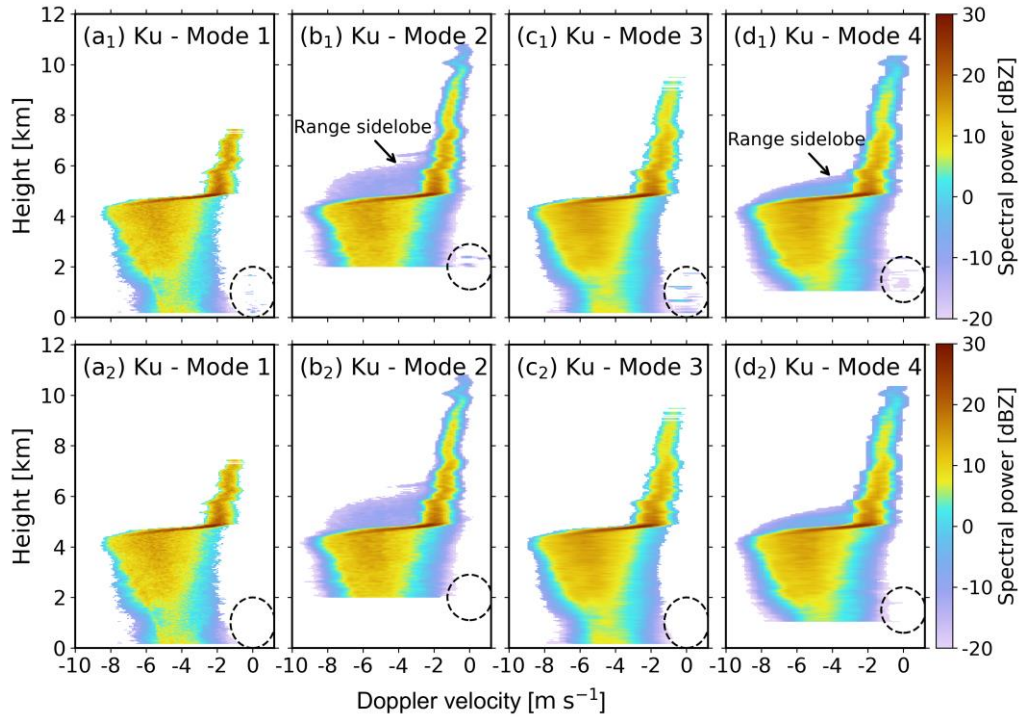 (a₁) Ku - Mode 1
(b₁) Ku - Mode 2
(c₁) Ku - Mode 3
(d₁) Ku - Mode 4
Range sidelobe
Range sidelobe
Height [km]
12
10
8
6
4
2
0
30
20
10
0
-10
-20
Spectral power [dBZ]
(a₂) Ku - Mode 1
(b₂) Ku - Mode 2
(c₂) Ku - Mode 3
(d₂) Ku - Mode 4
Height [km]
12
10
8
6
4
2
0
30
20
10
0
-10
-20
Spectral power [dBZ]
-10 -8 -6 -4 -2 0
-10 -8 -6 -4 -2 0
-10 -8 -6 -4 -2 0
-10 -8 -6 -4 -2 0
Doppler velocity [m s⁻¹]